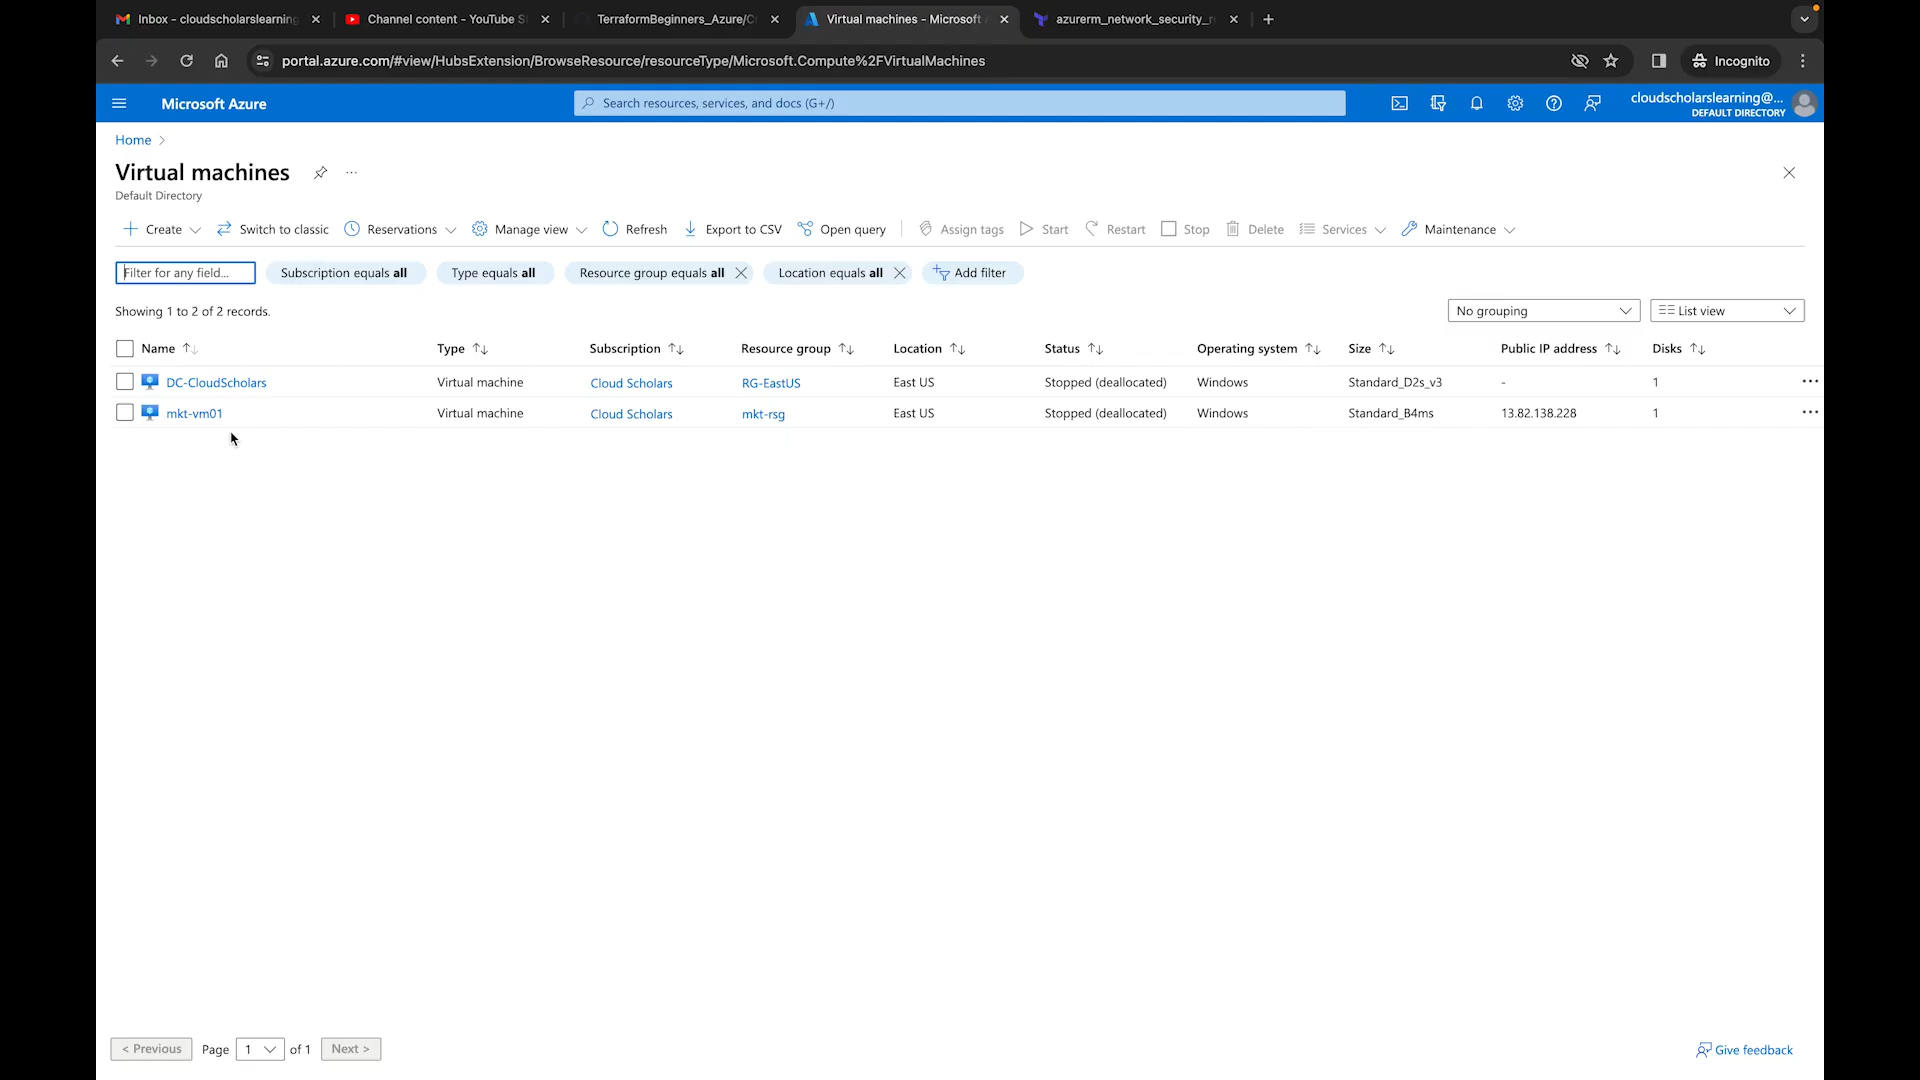 Inbox - cloudscholarslearning
Channel content - YouTube S
TerraformBeginners_Azure/C
Virtual machines - Microsoft
azurerm_network_security_r
portal.azure.com/#view/HubsExtension/BrowseResource/resourceType/Microsoft.Compute%2FVirtualMachines
Incognito
Microsoft Azure
Search resources, services, and docs (G+/)
cloudscholarslearning@...
DEFAULT DIRECTORY
Home
Virtual machines
Default Directory
Create Switch to classic Reservations Manage view Refresh Export to CSV Open query Assign tags Start Restart Stop Delete Services Maintenance
Filter for any field... Subscription equals all Type equals all Resource group equals all Location equals all Add filter
Showing 1 to 2 of 2 records. No grouping List view
Name Type Subscription Resource group Location Status Operating system Size Public IP address Disks
DC-CloudScholars Virtual machine Cloud Scholars RG-EastUS East US Stopped (deallocated) Windows Standard_D2s_v3 - 1
mkt-vm01 Virtual machine Cloud Scholars mkt-rsg East US Stopped (deallocated) Windows Standard_B4ms 13.82.138.228 1
< Previous Page 1 of 1 Next > Give feedback